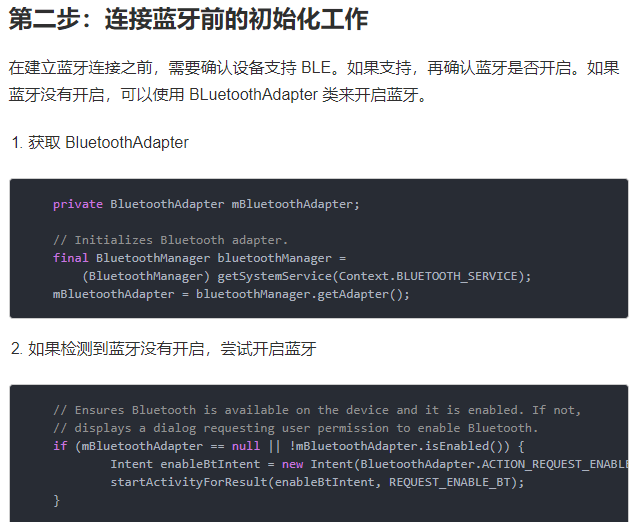 第二步：连接蓝牙前的初始化工作
在建立蓝牙连接之前，需要确认设备支持 BLE。如果支持，再确认蓝牙是否开启。如果
蓝牙没有开启，可以使用 BLuetoothAdapter 类来开启蓝牙。
1. 获取 BluetoothAdapter
private BluetoothAdapter mBluetoothAdapter;
// Initializes Bluetooth adapter.
final BluetoothManager bluetoothManager =
(BluetoothManager) getSystemService(Context.BLUETOOTH_SERVICE);
mBluetoothAdapter = bluetoothManager.getAdapter();
2. 如果检测到蓝牙没有开启，尝试开启蓝牙
// Ensures Bluetooth is available on the device and it is enabled. If not,
// displays a dialog requesting user permission to enable Bluetooth.
if (mBluetoothAdapter == null || !mBluetoothAdapter.isEnabled()) {
Intent enableBtIntent = new Intent(BluetoothAdapter.ACTION_REQUEST_ENABLE
startActivityForResult(enableBtIntent, REQUEST_ENABLE_BT);
}